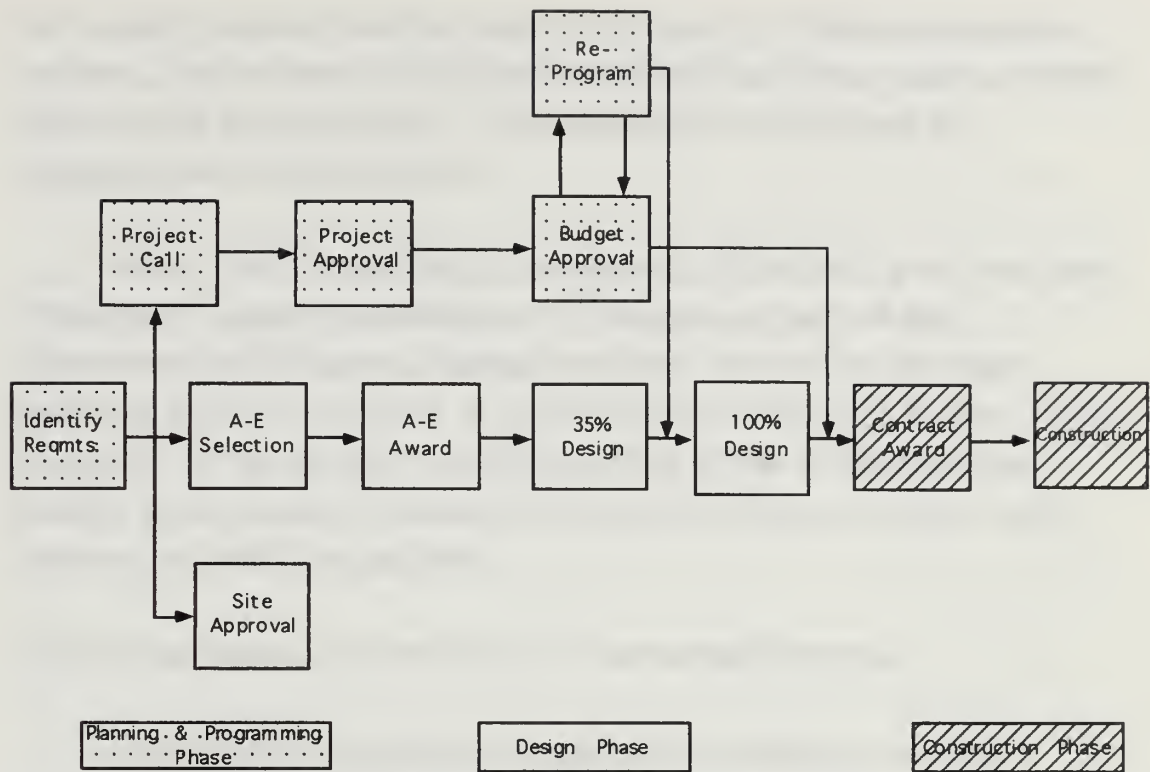 Re-
Program
Project
Call
Project
Approval
Budget
Approval
Identify
Reqmts.
A-E
Selection
A-E
Award
35%
Design
100%
Design
Contract
Award
Construction
Site
Approval
Planning & Programming
Phase
Design Phase
Construction Phase